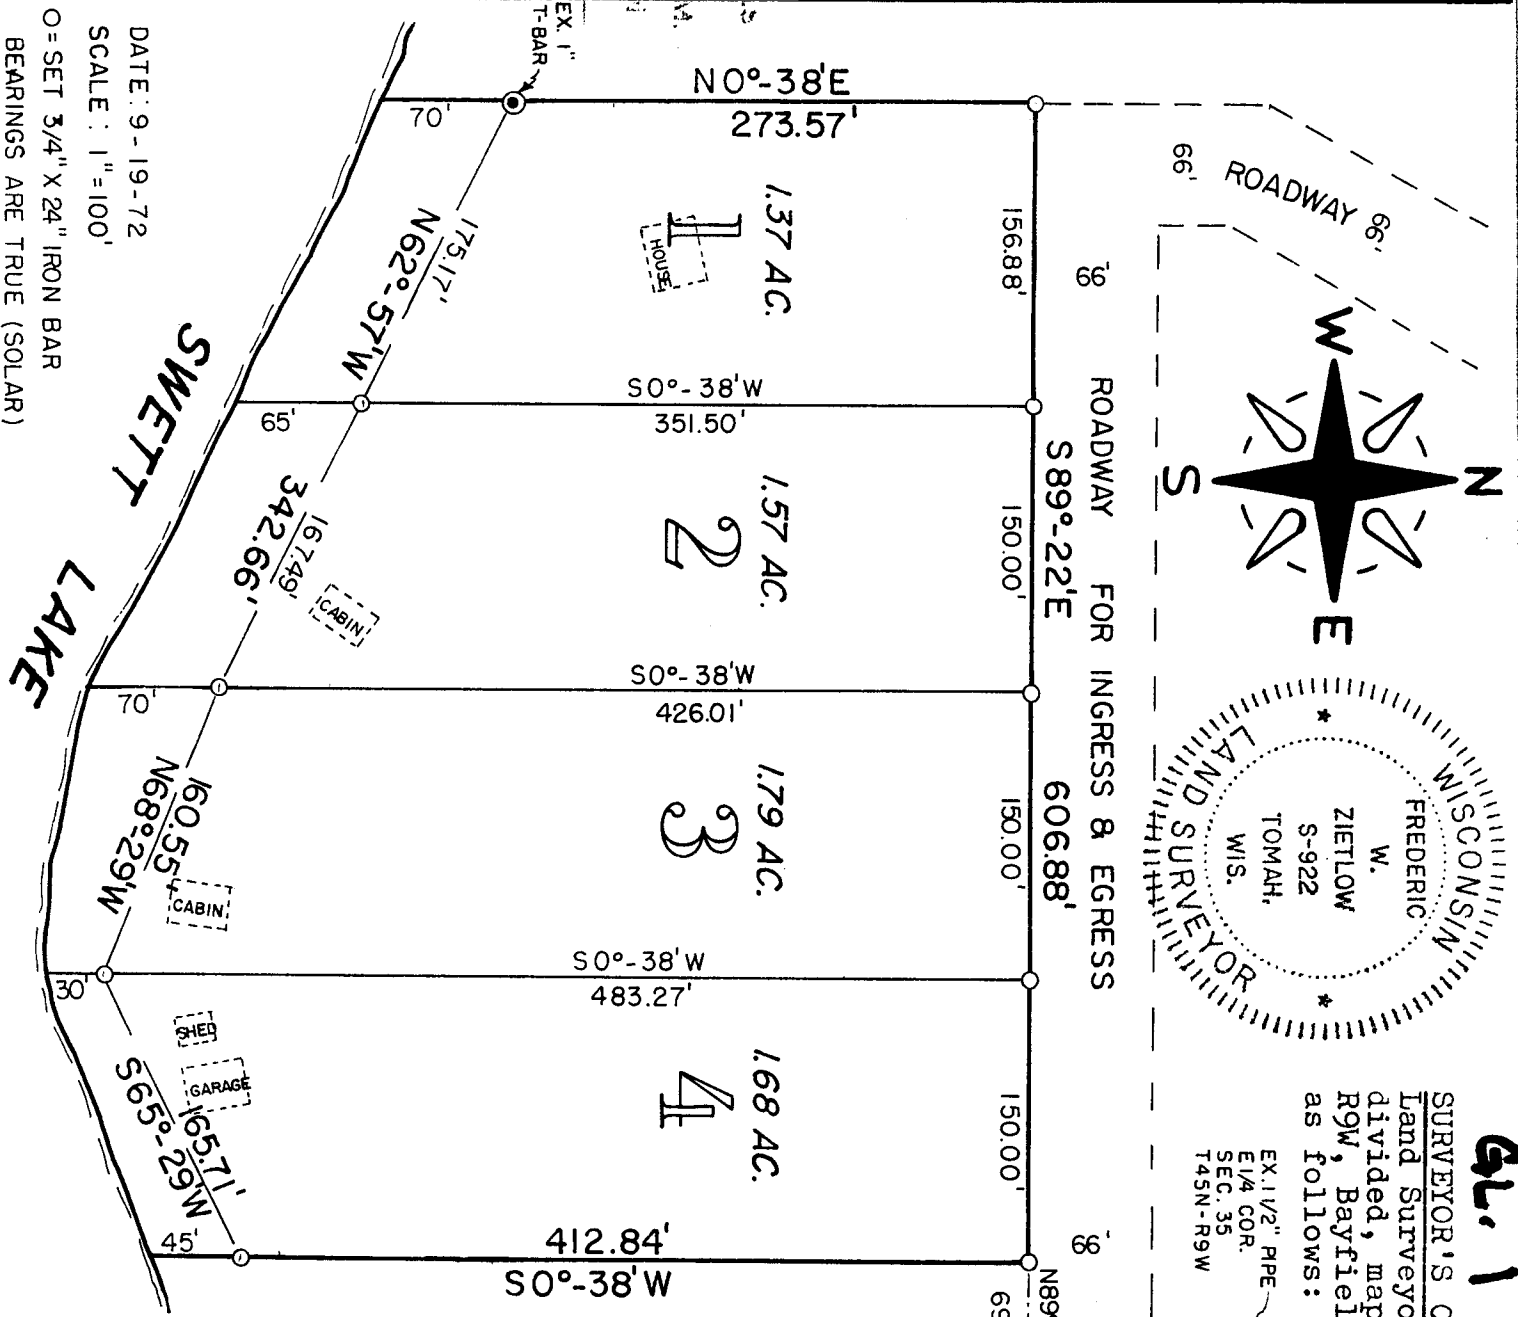 GL. 1
SURVEYOR'S C
Land Surveyo
divided, map
R9W, Bayfiel
as follows:
EX. 1 1/2" PIPE
E 1/4 COR.
SEC. 35
T45N-R9W
N
W
E
S
WISCONSIN
FREDERIC
W.
ZIETLOW
S-922
TOMAH,
WIS.
LAND SURVEYOR
66' ROADWAY 66'
66'
ROADWAY FOR INGRESS & EGRESS
66'
S89°-22'E 606.88'
N89°
69
156.88'
150.00'
150.00'
150.00'
N0°-38'E
273.57'
1.37 AC.
1
HOUSE
S0°-38'W
351.50'
1.57 AC.
2
CABIN
S0°-38'W
426.01'
1.79 AC.
3
CABIN
S0°-38'W
483.27'
1.68 AC.
4
SHED
GARAGE
412.84'
S0°-38'W
EX. 1"
T-BAR
70'
175.17'
N62°-57'W
65'
167.49'
342.66'
70'
160.55'
N68°-29'W
30'
165.71'
S65°-29'W
45'
SWETT LAKE
DATE: 9-19-72
SCALE: 1"=100'
O= SET 3/4" X 24" IRON BAR
BEARINGS ARE TRUE (SOLAR)